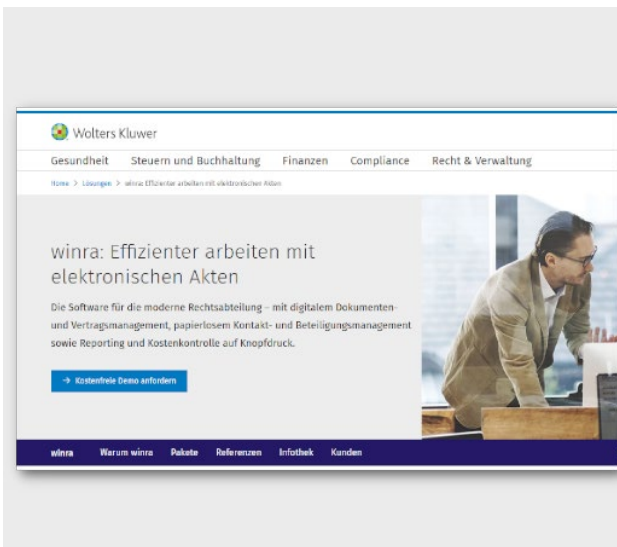 Wolters Kluwer
Gesundheit Steuern und Buchhaltung Finanzen Compliance Recht & Verwaltung
Home > Lösungen > winra: Effizienter arbeiten mit elektronischen Akten
winra: Effizienter arbeiten mit
elektronischen Akten
Die Software für die moderne Rechtsabteilung – mit digitalem Dokumenten-
und Vertragsmanagement, papierlosem Kontakt- und Beteiligungsmanagement
sowie Reporting und Kostenkontrolle auf Knopfdruck.
→ Kostenfreie Demo anfordern
winra Warum winra Pakete Referenzen Infothek Kunden